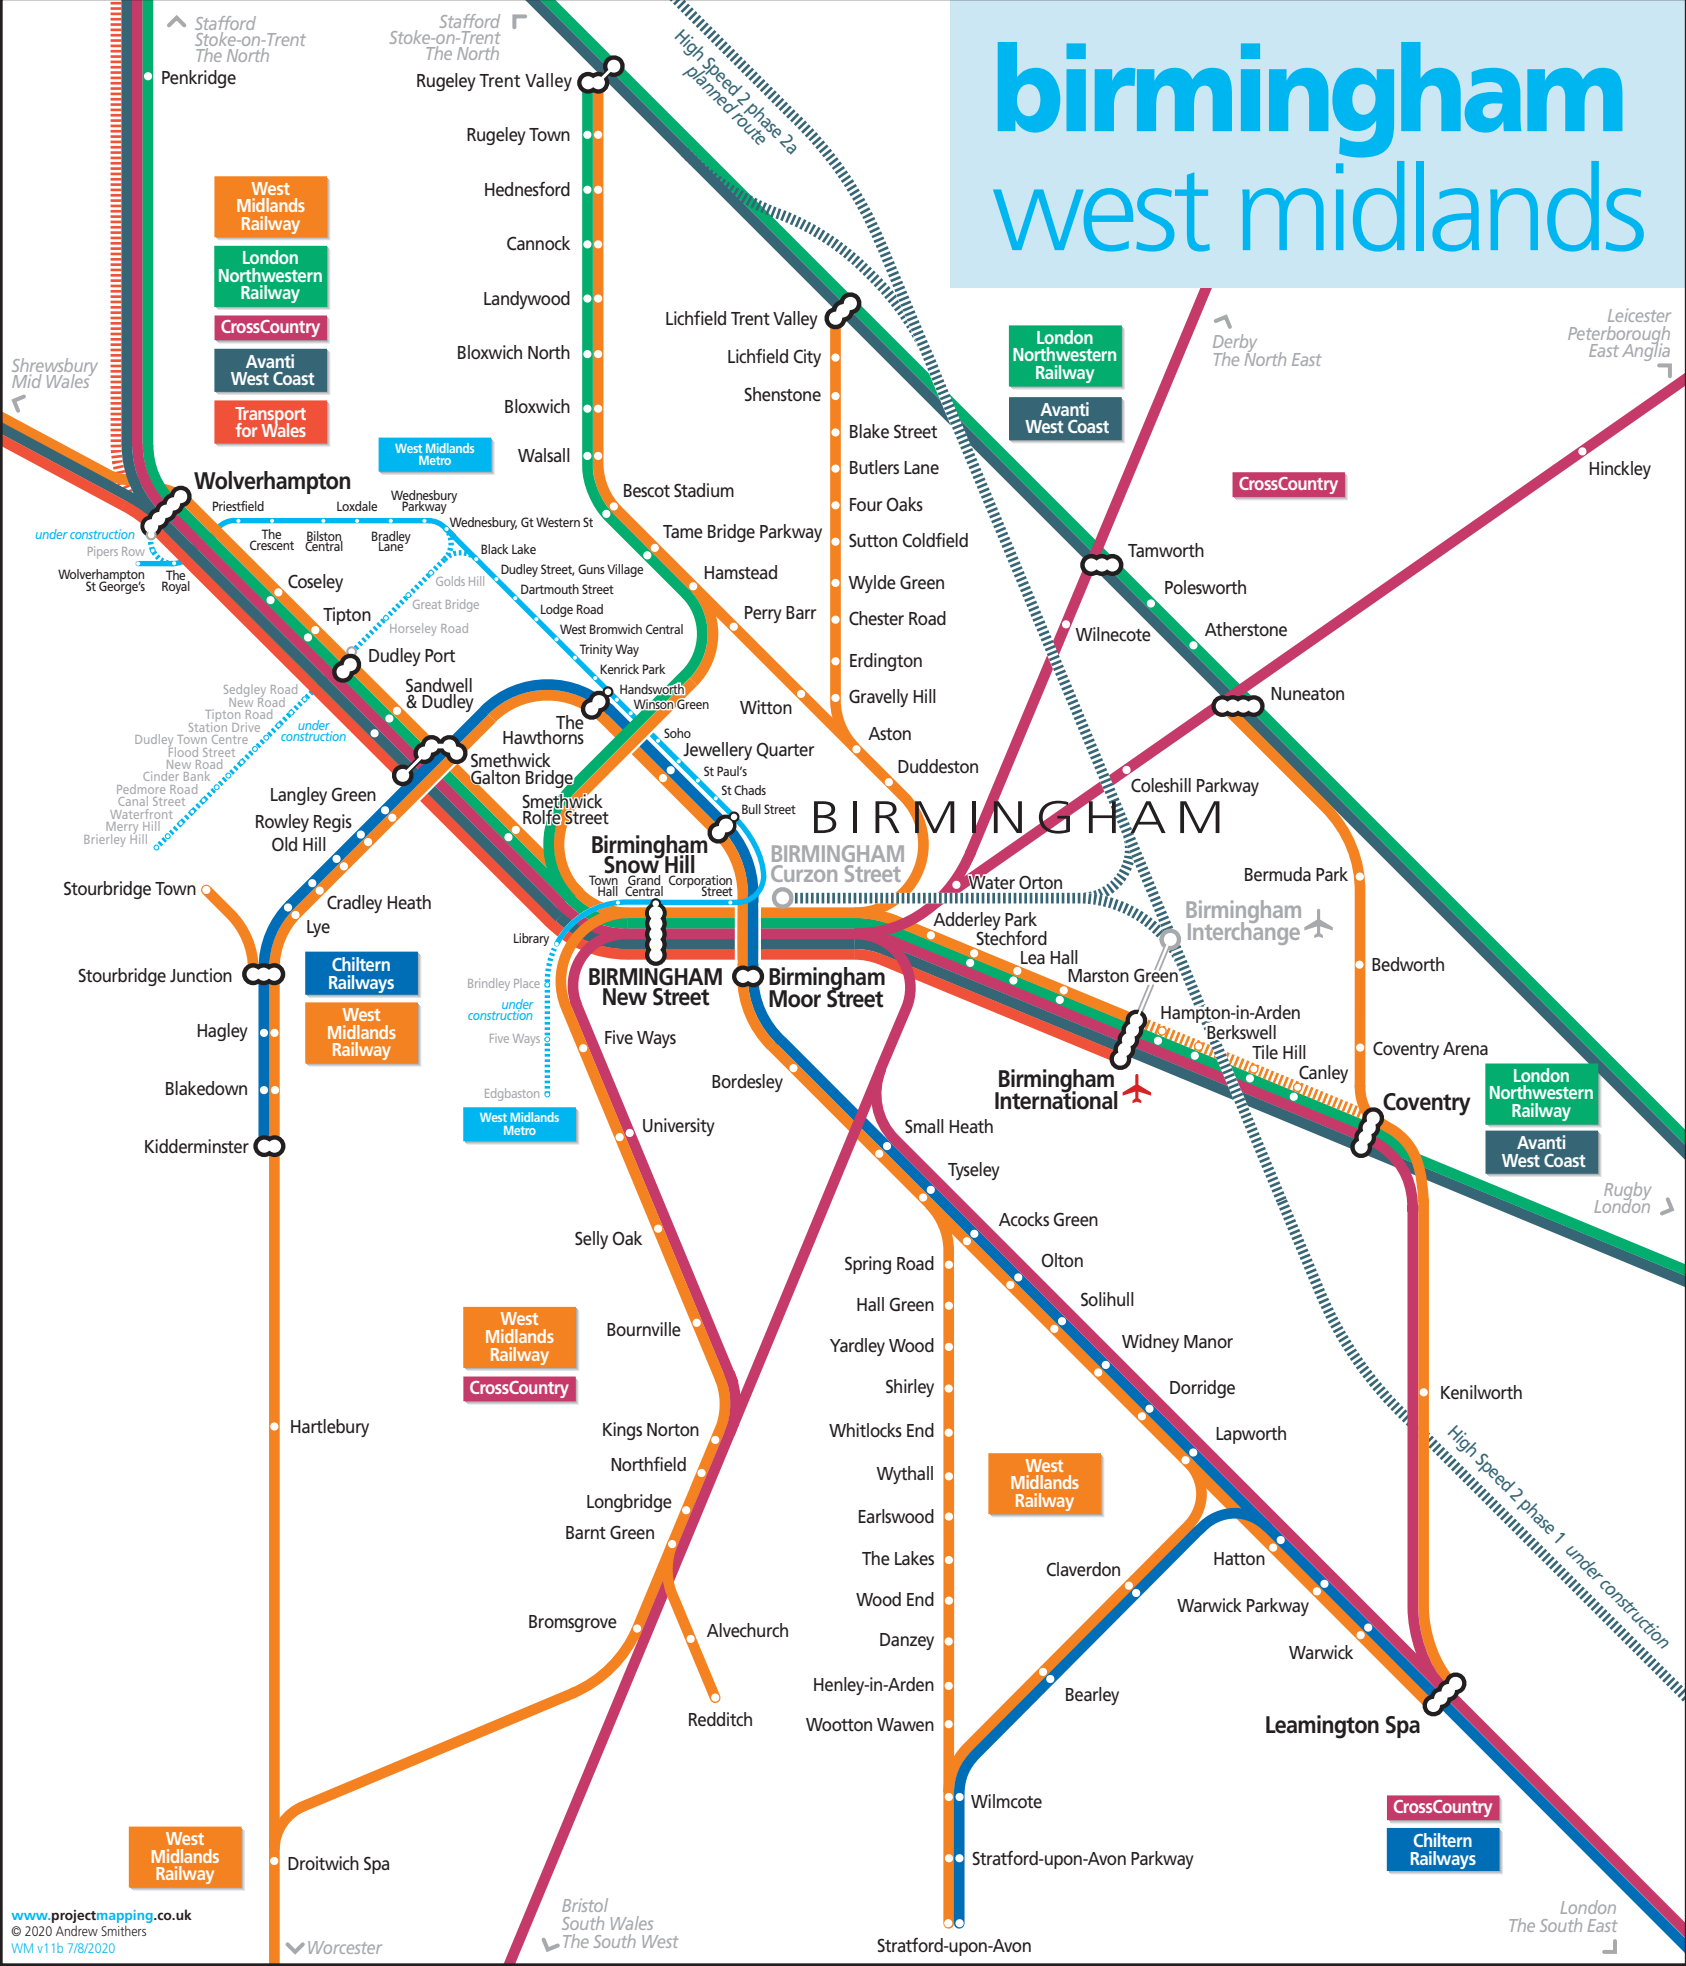 birmingham
west midlands
Stafford
Stoke-on-Trent
The North
Stafford
Stoke-on-Trent
The North
High Speed 2 phase 2a
planned route
Penkridge
Rugeley Trent Valley
Rugeley Town
Hednesford
Cannock
Landywood
Bloxwich North
Bloxwich
Walsall
West
Midlands
Railway
London
Northwestern
Railway
CrossCountry
Avanti
West Coast
Transport
for Wales
Shrewsbury
Mid Wales
West Midlands
Metro
Lichfield Trent Valley
Lichfield City
Shenstone
Blake Street
Butlers Lane
Four Oaks
Sutton Coldfield
Wylde Green
Chester Road
Erdington
Gravelly Hill
Aston
Duddeston
London
Northwestern
Railway
Avanti
West Coast
Derby
The North East
Leicester
Peterborough
East Anglia
CrossCountry
Hinckley
Wolverhampton
under construction
Pipers Row
Wolverhampton
St George's
The
Royal
Priestfield
The
Crescent
Loxdale
Bilston
Central
Wednesbury
Parkway
Bradley
Lane
Wednesbury, Gt Western St
Black Lake
Dudley Street, Guns Village
Dartmouth Street
Lodge Road
West Bromwich Central
Trinity Way
Kenrick Park
Handsworth
Winson Green
Soho
Jewellery Quarter
St Paul's
St Chads
Bull Street
Golds Hill
Great Bridge
Horseley Road
Bescot Stadium
Tame Bridge Parkway
Hamstead
Perry Barr
Witton
Coseley
Tipton
Dudley Port
Sandwell
& Dudley
The
Hawthorns
Smethwick
Galton Bridge
Smethwick
Rolfe Street
Sedgley Road
New Road
Tipton Road
Station Drive
Dudley Town Centre
Flood Street
New Road
Cinder Bank
Pedmore Road
Canal Street
Waterfront
Merry Hill
Brierley Hill
under
construction
Langley Green
Rowley Regis
Old Hill
Cradley Heath
Lye
Stourbridge Town
Stourbridge Junction
Hagley
Blakedown
Kidderminster
Chiltern
Railways
West
Midlands
Railway
Tamworth
Polesworth
Wilnecote
Atherstone
Nuneaton
Coleshill Parkway
BIRMINGHAM
Birmingham
Snow Hill
BIRMINGHAM
Curzon Street
Town
Hall
Grand
Central
Corporation
Street
Library
Brindley Place
under
construction
Five Ways
Edgbaston
West Midlands
Metro
BIRMINGHAM
New Street
Birmingham
Moor Street
Water Orton
Birmingham
Interchange
Adderley Park
Stechford
Lea Hall
Marston Green
Hampton-in-Arden
Berkswell
Tile Hill
Canley
Birmingham
International
Bermuda Park
Bedworth
Coventry Arena
Coventry
London
Northwestern
Railway
Avanti
West Coast
Rugby
London
Five Ways
University
Selly Oak
Bournville
Kings Norton
Northfield
Longbridge
Barnt Green
Bromsgrove
Alvechurch
Redditch
West
Midlands
Railway
CrossCountry
Bordesley
Small Heath
Tyseley
Acocks Green
Olton
Solihull
Widney Manor
Dorridge
Lapworth
Spring Road
Hall Green
Yardley Wood
Shirley
Whitlocks End
Wythall
Earlswood
The Lakes
Wood End
Danzey
Henley-in-Arden
Wootton Wawen
West
Midlands
Railway
Claverdon
Bearley
Hatton
Warwick Parkway
Warwick
Leamington Spa
Kenilworth
High Speed 2 phase 1 under construction
Wilmcote
Stratford-upon-Avon Parkway
Stratford-upon-Avon
Hartlebury
West
Midlands
Railway
Droitwich Spa
Worcester
Bristol
South Wales
The South West
CrossCountry
Chiltern
Railways
London
The South East
www.projectmapping.co.uk
© 2020 Andrew Smithers
WM v11b 7/8/2020